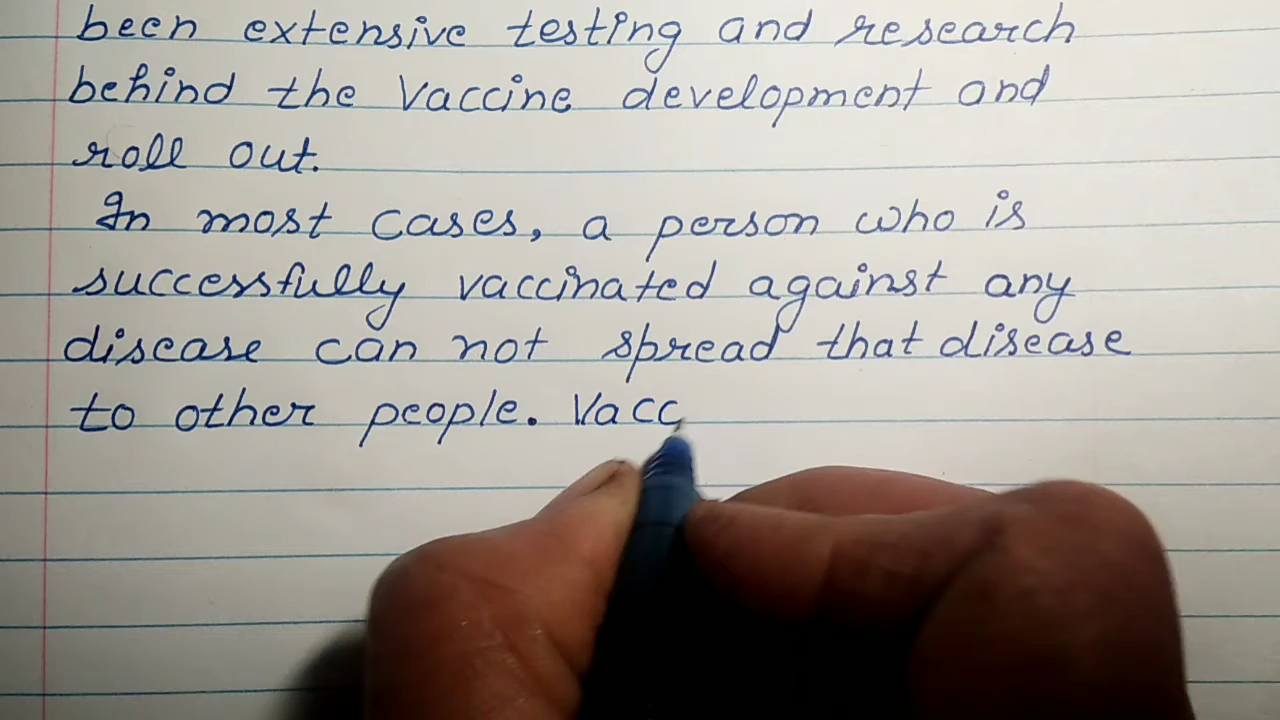 been extensive testing and research
behind the vaccine development and
roll out.
In most cases, a person who is
successfully vaccinated against any
disease can not spread that disease
to other people. Vacc